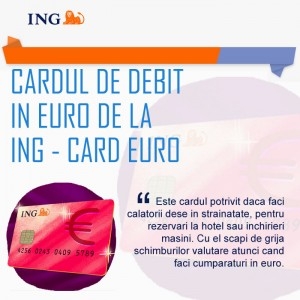 ING
CARDUL DE DEBIT
IN EURO DE LA
ING - CARD EURO
ING
€
4256 0243 0409 5789
“ Este cardul potrivit daca faci
calatorii dese in strainatate, pentru
rezervari la hotel sau inchirieri
masini. Cu el scapi de grija
schimburilor valutare atunci cand
faci cumparaturi in euro.